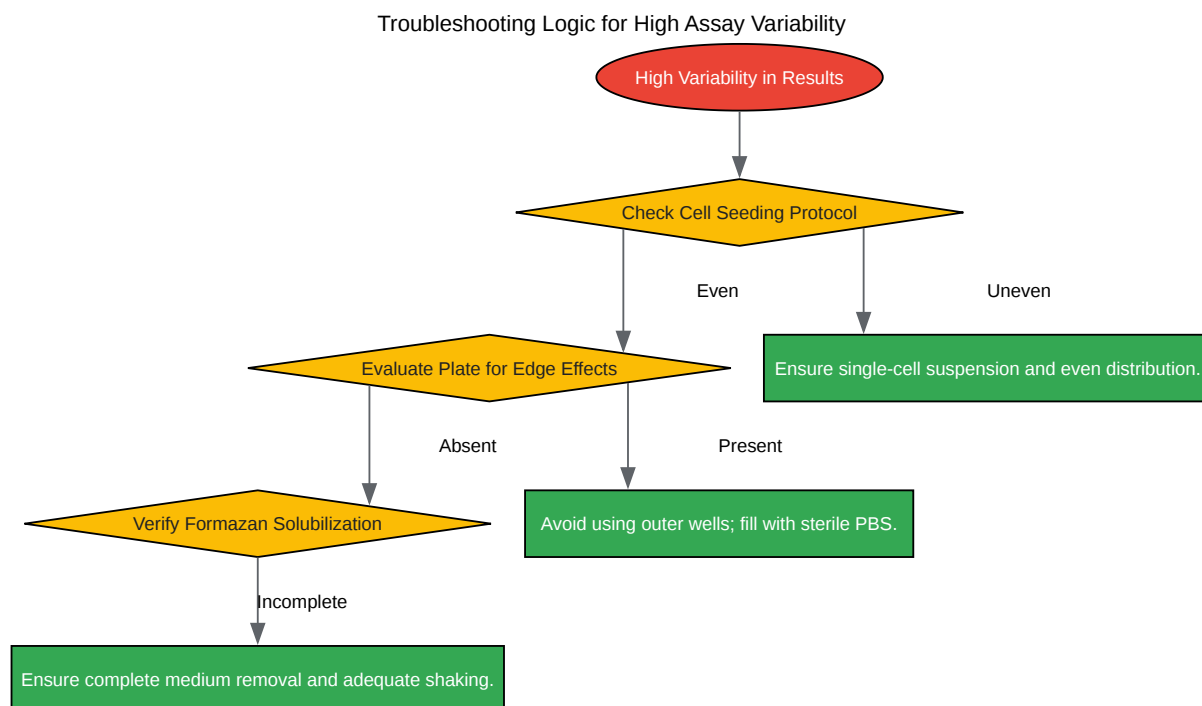 Troubleshooting Logic for High Assay Variability
High Variability in Results
Check Cell Seeding Protocol
Even
Uneven
Evaluate Plate for Edge Effects
Ensure single-cell suspension and even distribution.
Absent
Present
Verify Formazan Solubilization
Avoid using outer wells; fill with sterile PBS.
Incomplete
Ensure complete medium removal and adequate shaking.